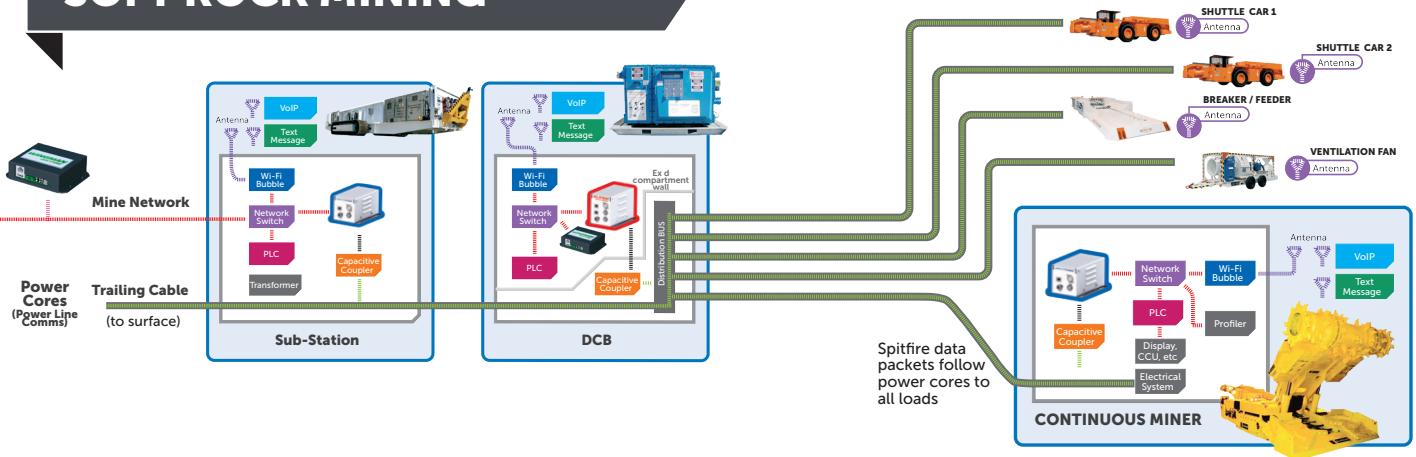 SOFT ROCK MINING
SHUTTLE CAR 1
Antenna
SHUTTLE CAR 2
Antenna
BREAKER / FEEDER
Antenna
VENTILATION FAN
Antenna
Mine Network
Power
Cores
(Power Line
Comms)
Trailing Cable
(to surface)
Antenna
VoIP
Text
Message
Wi-Fi
Bubble
Network
Switch
PLC
Transformer
Capacitive
Coupler
Sub-Station
Antenna
VoIP
Text
Message
Wi-Fi
Bubble
Network
Switch
PLC
Ex d
compartment
wall
Capacitive
Coupler
Distribution BUS
DCB
Spitfire data
packets follow
power cores to
all loads
Antenna
VoIP
Text
Message
Network
Switch
Wi-Fi
Bubble
PLC
Profiler
Capacitive
Coupler
Display,
CCU, etc
Electrical
System
CONTINUOUS MINER